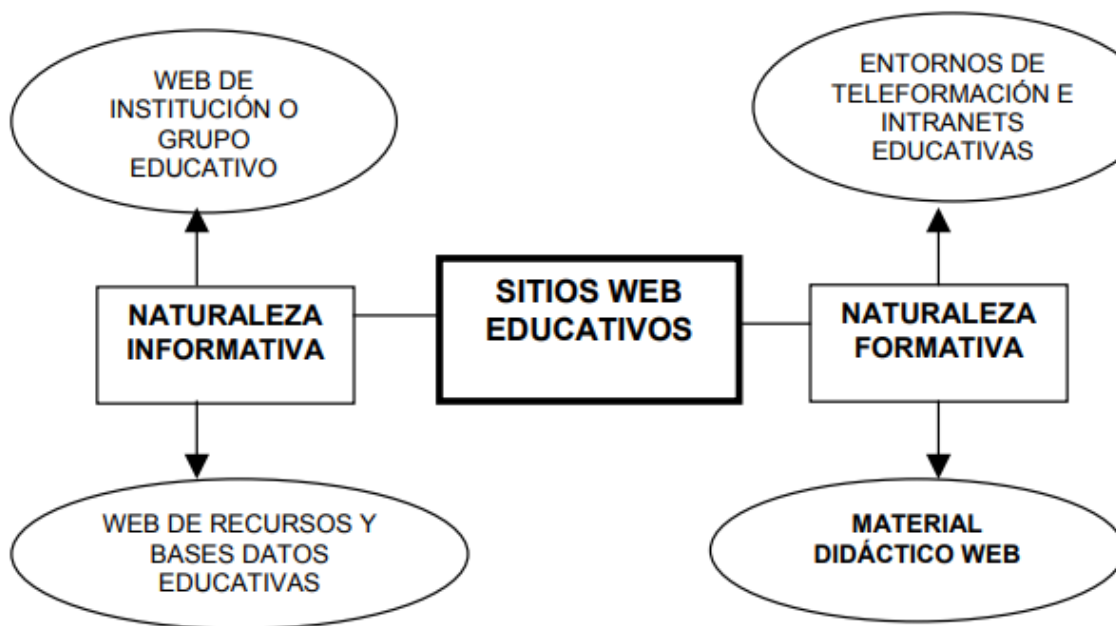 WEB DE
INSTITUCIÓN O
GRUPO
EDUCATIVO
ENTORNOS DE
TELEFORMACIÓN E
INTRANETS
EDUCATIVAS
SITIOS WEB
EDUCATIVOS
NATURALEZA
INFORMATIVA
NATURALEZA
FORMATIVA
WEB DE RECURSOS Y
BASES DATOS
EDUCATIVAS
MATERIAL
DIDÁCTICO WEB